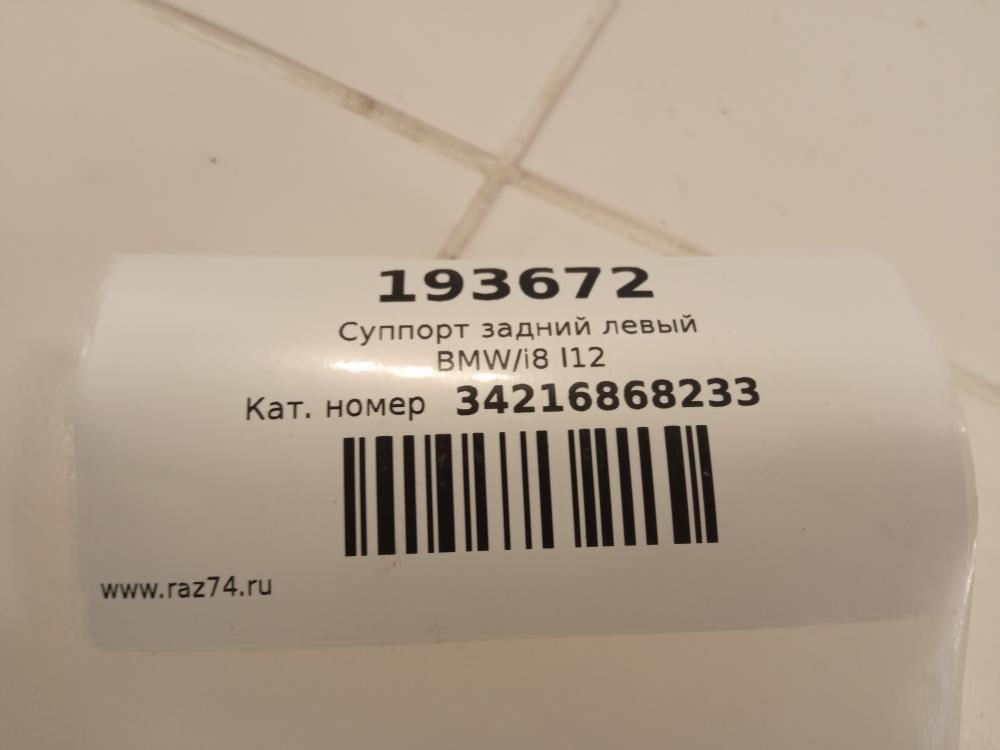 193672
Суппорт задний левый
BMW/i8 I12
Кат. номер 34216868233
www.raz74.ru